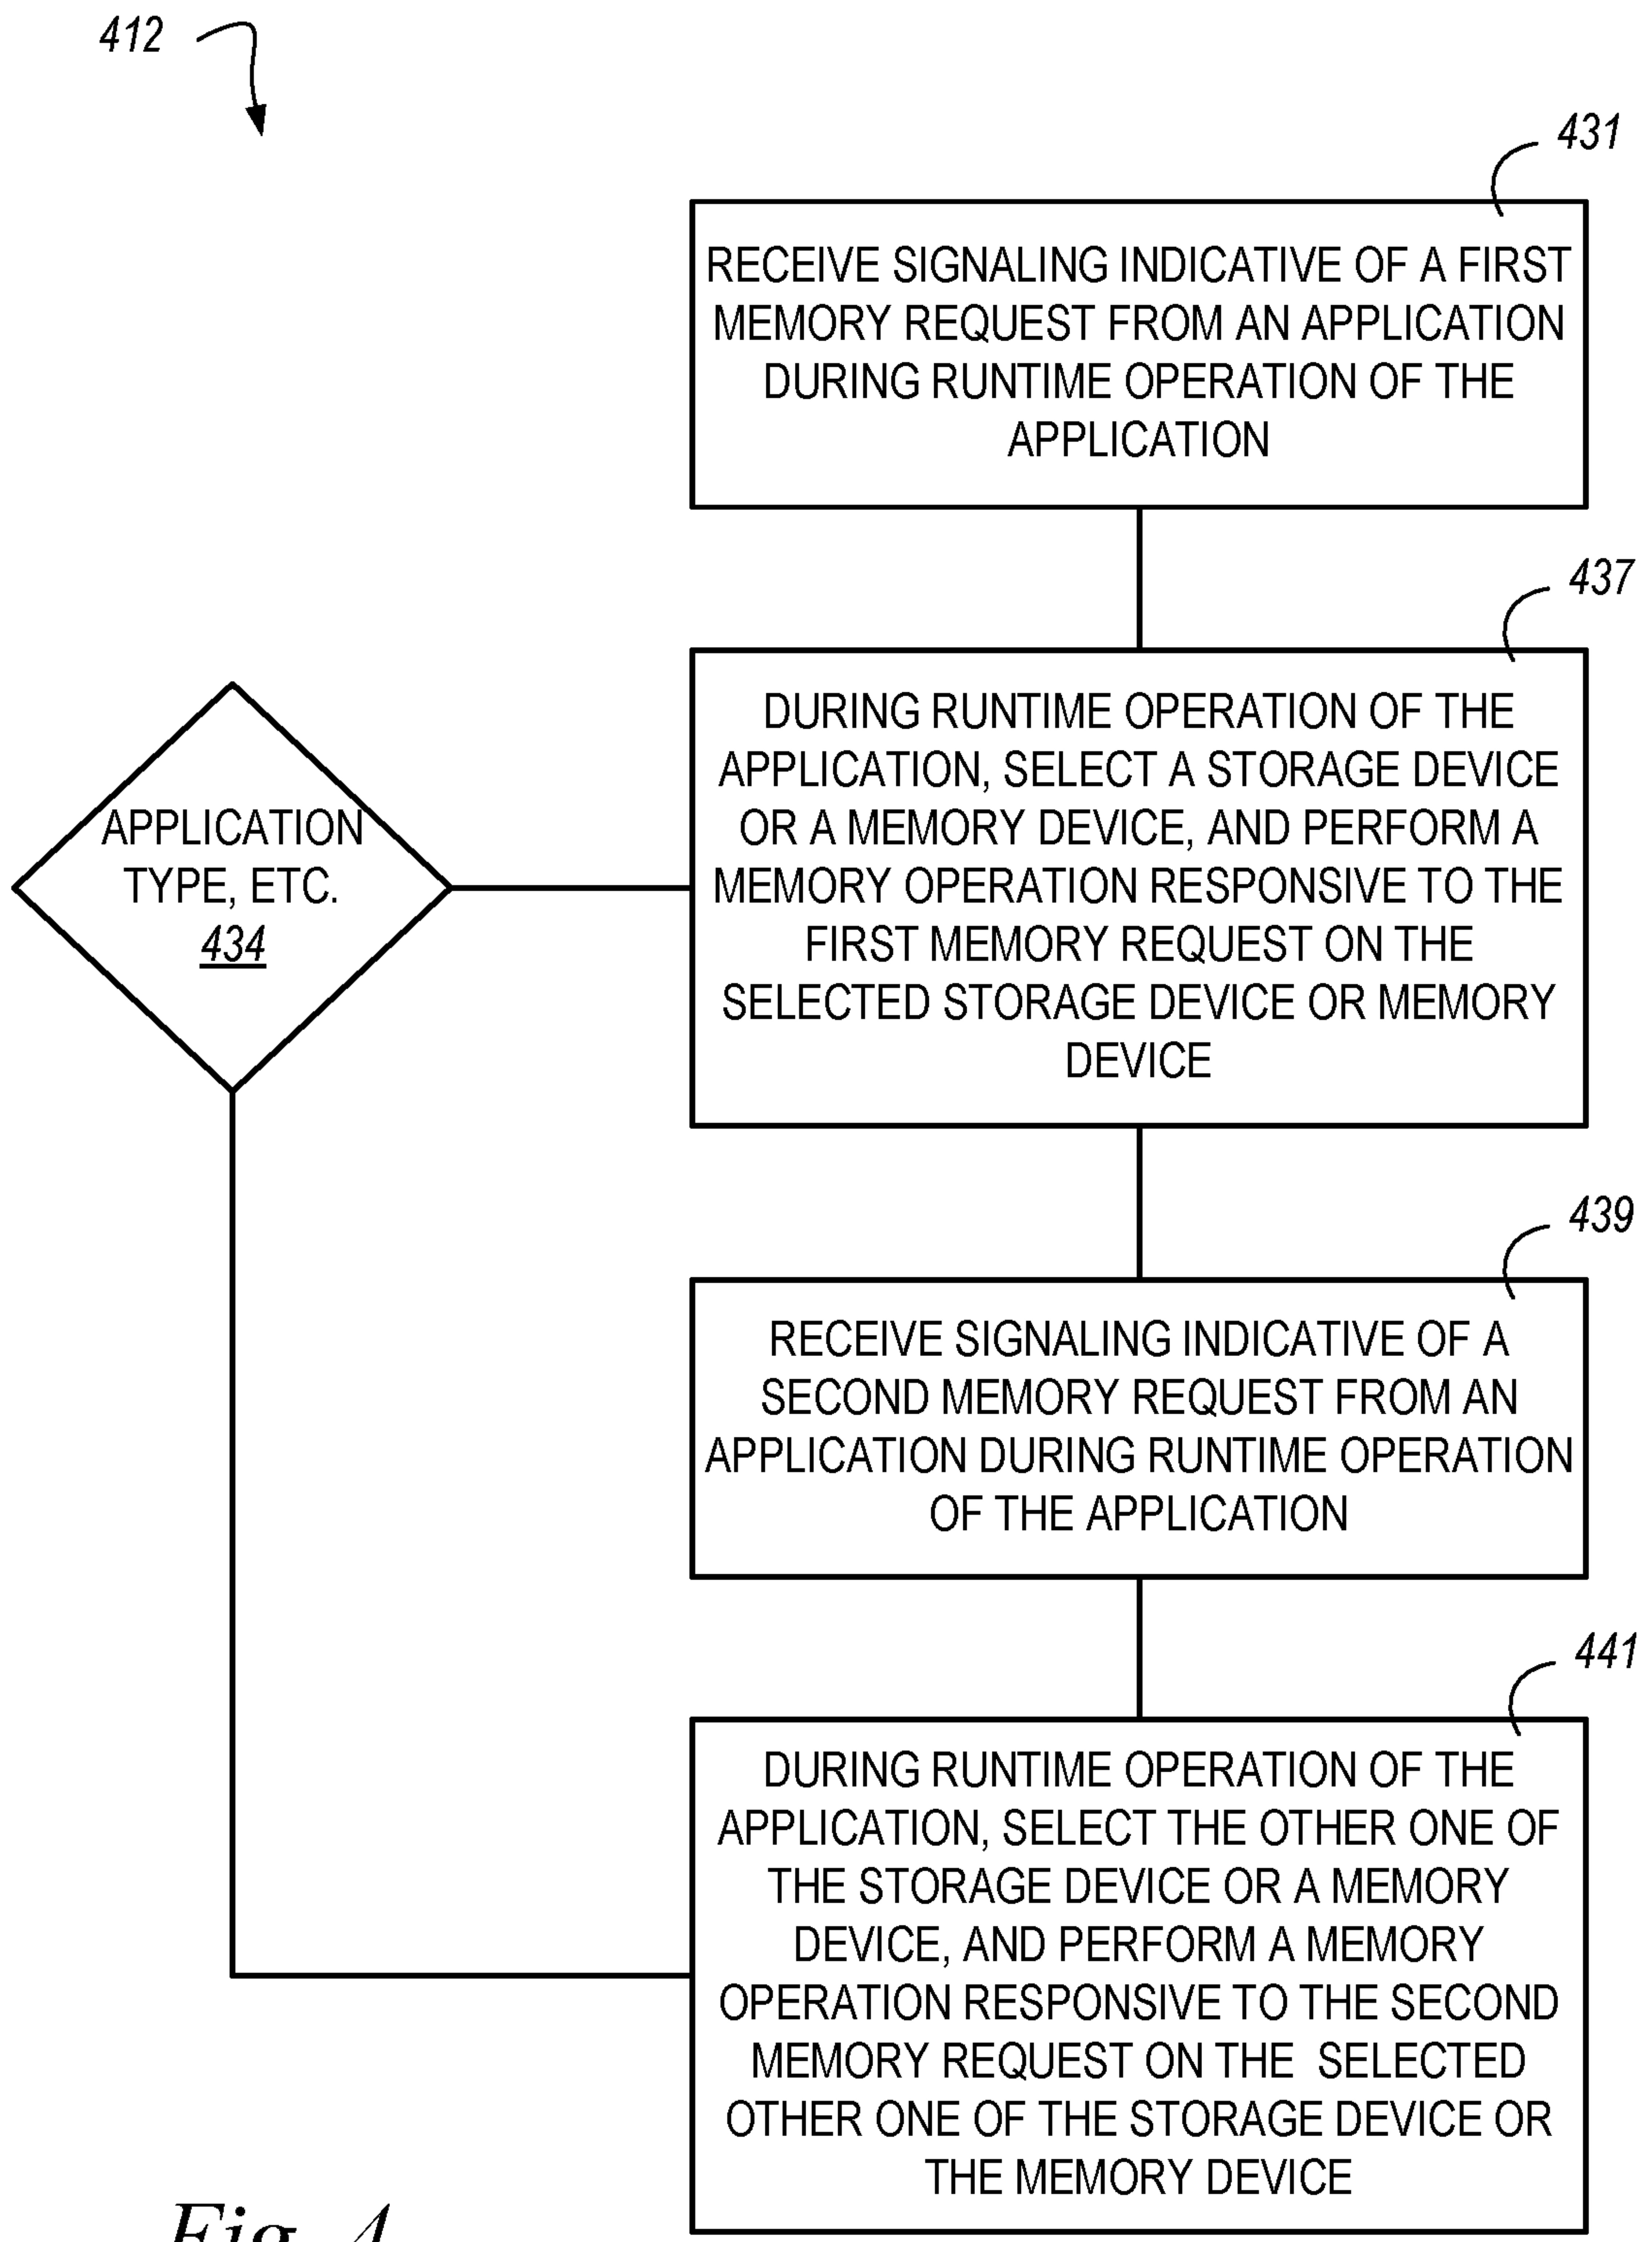 412
431
RECEIVE SIGNALING INDICATIVE OF A FIRST
MEMORY REQUEST FROM AN APPLICATION
DURING RUNTIME OPERATION OF THE
APPLICATION
437
DURING RUNTIME OPERATION OF THE
APPLICATION, SELECT A STORAGE DEVICE
OR A MEMORY DEVICE, AND PERFORM A
MEMORY OPERATION RESPONSIVE TO THE
FIRST MEMORY REQUEST ON THE
SELECTED STORAGE DEVICE OR MEMORY
DEVICE
APPLICATION
TYPE, ETC.
434
439
RECEIVE SIGNALING INDICATIVE OF A
SECOND MEMORY REQUEST FROM AN
APPLICATION DURING RUNTIME OPERATION
OF THE APPLICATION
441
DURING RUNTIME OPERATION OF THE
APPLICATION, SELECT THE OTHER ONE OF
THE STORAGE DEVICE OR A MEMORY
DEVICE, AND PERFORM A MEMORY
OPERATION RESPONSIVE TO THE SECOND
MEMORY REQUEST ON THE SELECTED
OTHER ONE OF THE STORAGE DEVICE OR
THE MEMORY DEVICE
Fig. 4